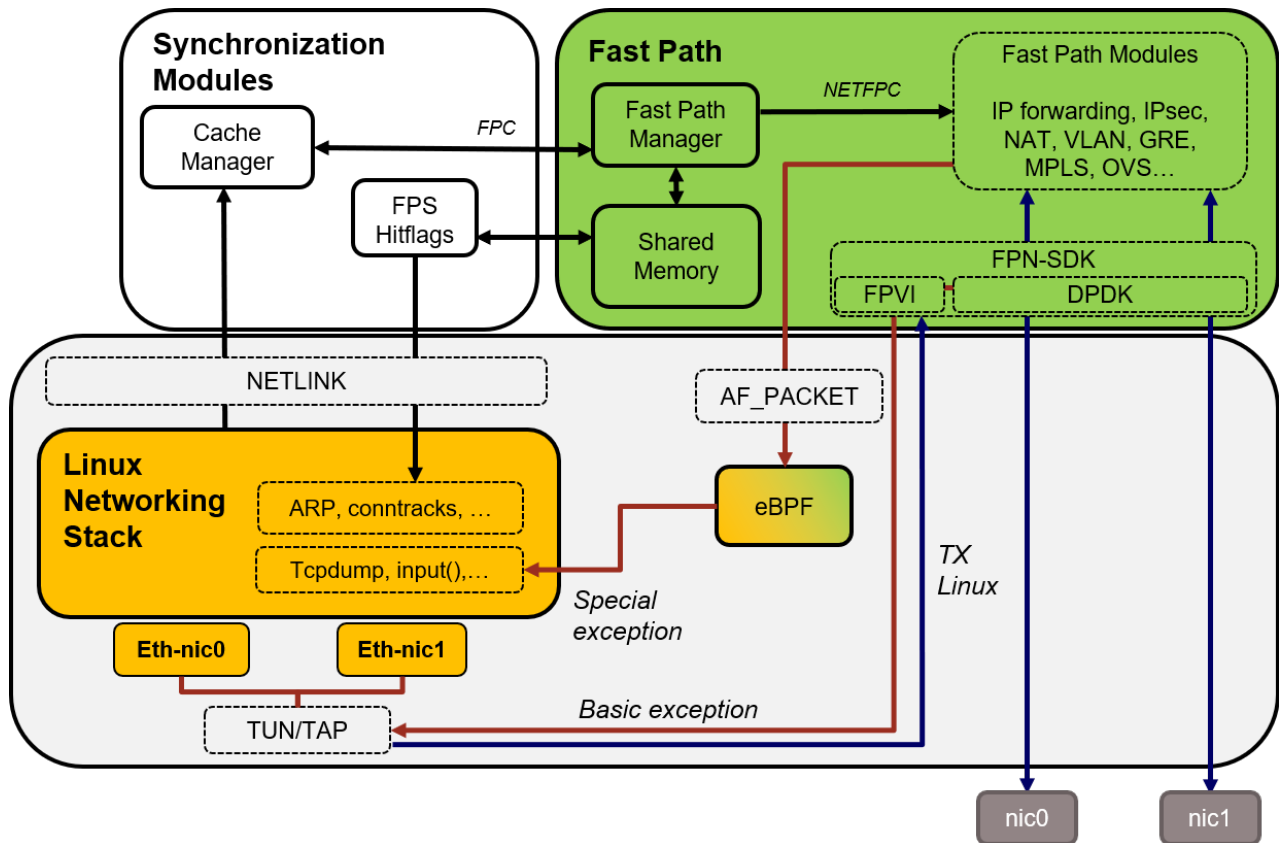 Synchronization
Modules
Cache
Manager
FPC
FPS
Hitflags
Fast Path
Fast Path
Manager
NETFPC
Shared
Memory
Fast Path Modules
IP forwarding, IPsec,
NAT, VLAN, GRE,
MPLS, OVS…
FPN-SDK
FPVI
DPDK
NETLINK
AF_PACKET
Linux
Networking
Stack
ARP, conntracks, …
Tcpdump, input(),…
eBPF
Special
exception
TX
Linux
Eth-nic0
Eth-nic1
TUN/TAP
Basic exception
nic0
nic1